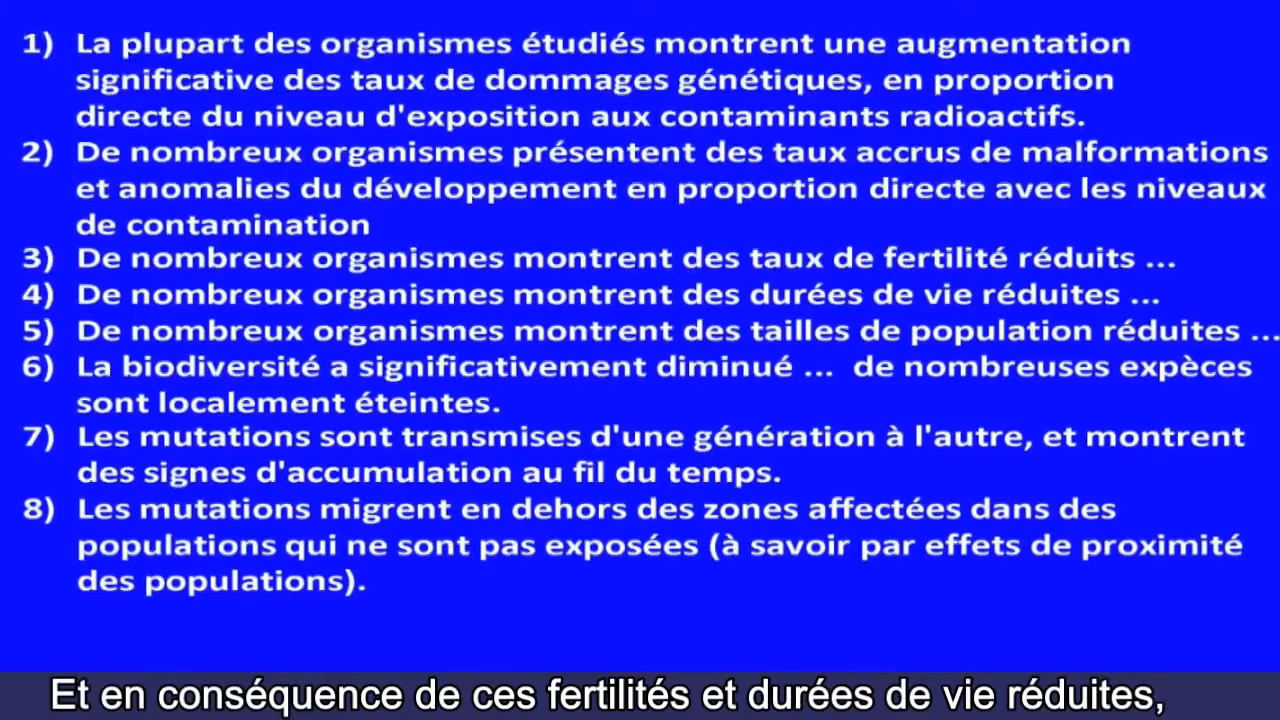 1) La plupart des organismes étudiés montrent une augmentation
significative des taux de dommages génétiques, en proportion
directe du niveau d'exposition aux contaminants radioactifs.
2) De nombreux organismes présentent des taux accrus de malformations
et anomalies du développement en proportion directe avec les niveaux
de contamination
3) De nombreux organismes montrent des taux de fertilité réduits ...
4) De nombreux organismes montrent des durées de vie réduites ...
5) De nombreux organismes montrent des tailles de population réduites ...
6) La biodiversité a significativement diminué ... de nombreuses expèces
sont localement éteintes.
7) Les mutations sont transmises d'une génération à l'autre, et montrent
des signes d'accumulation au fil du temps.
8) Les mutations migrent en dehors des zones affectées dans des
populations qui ne sont pas exposées (à savoir par effets de proximité
des populations).
Et en conséquence de ces fertilités et durées de vie réduites,